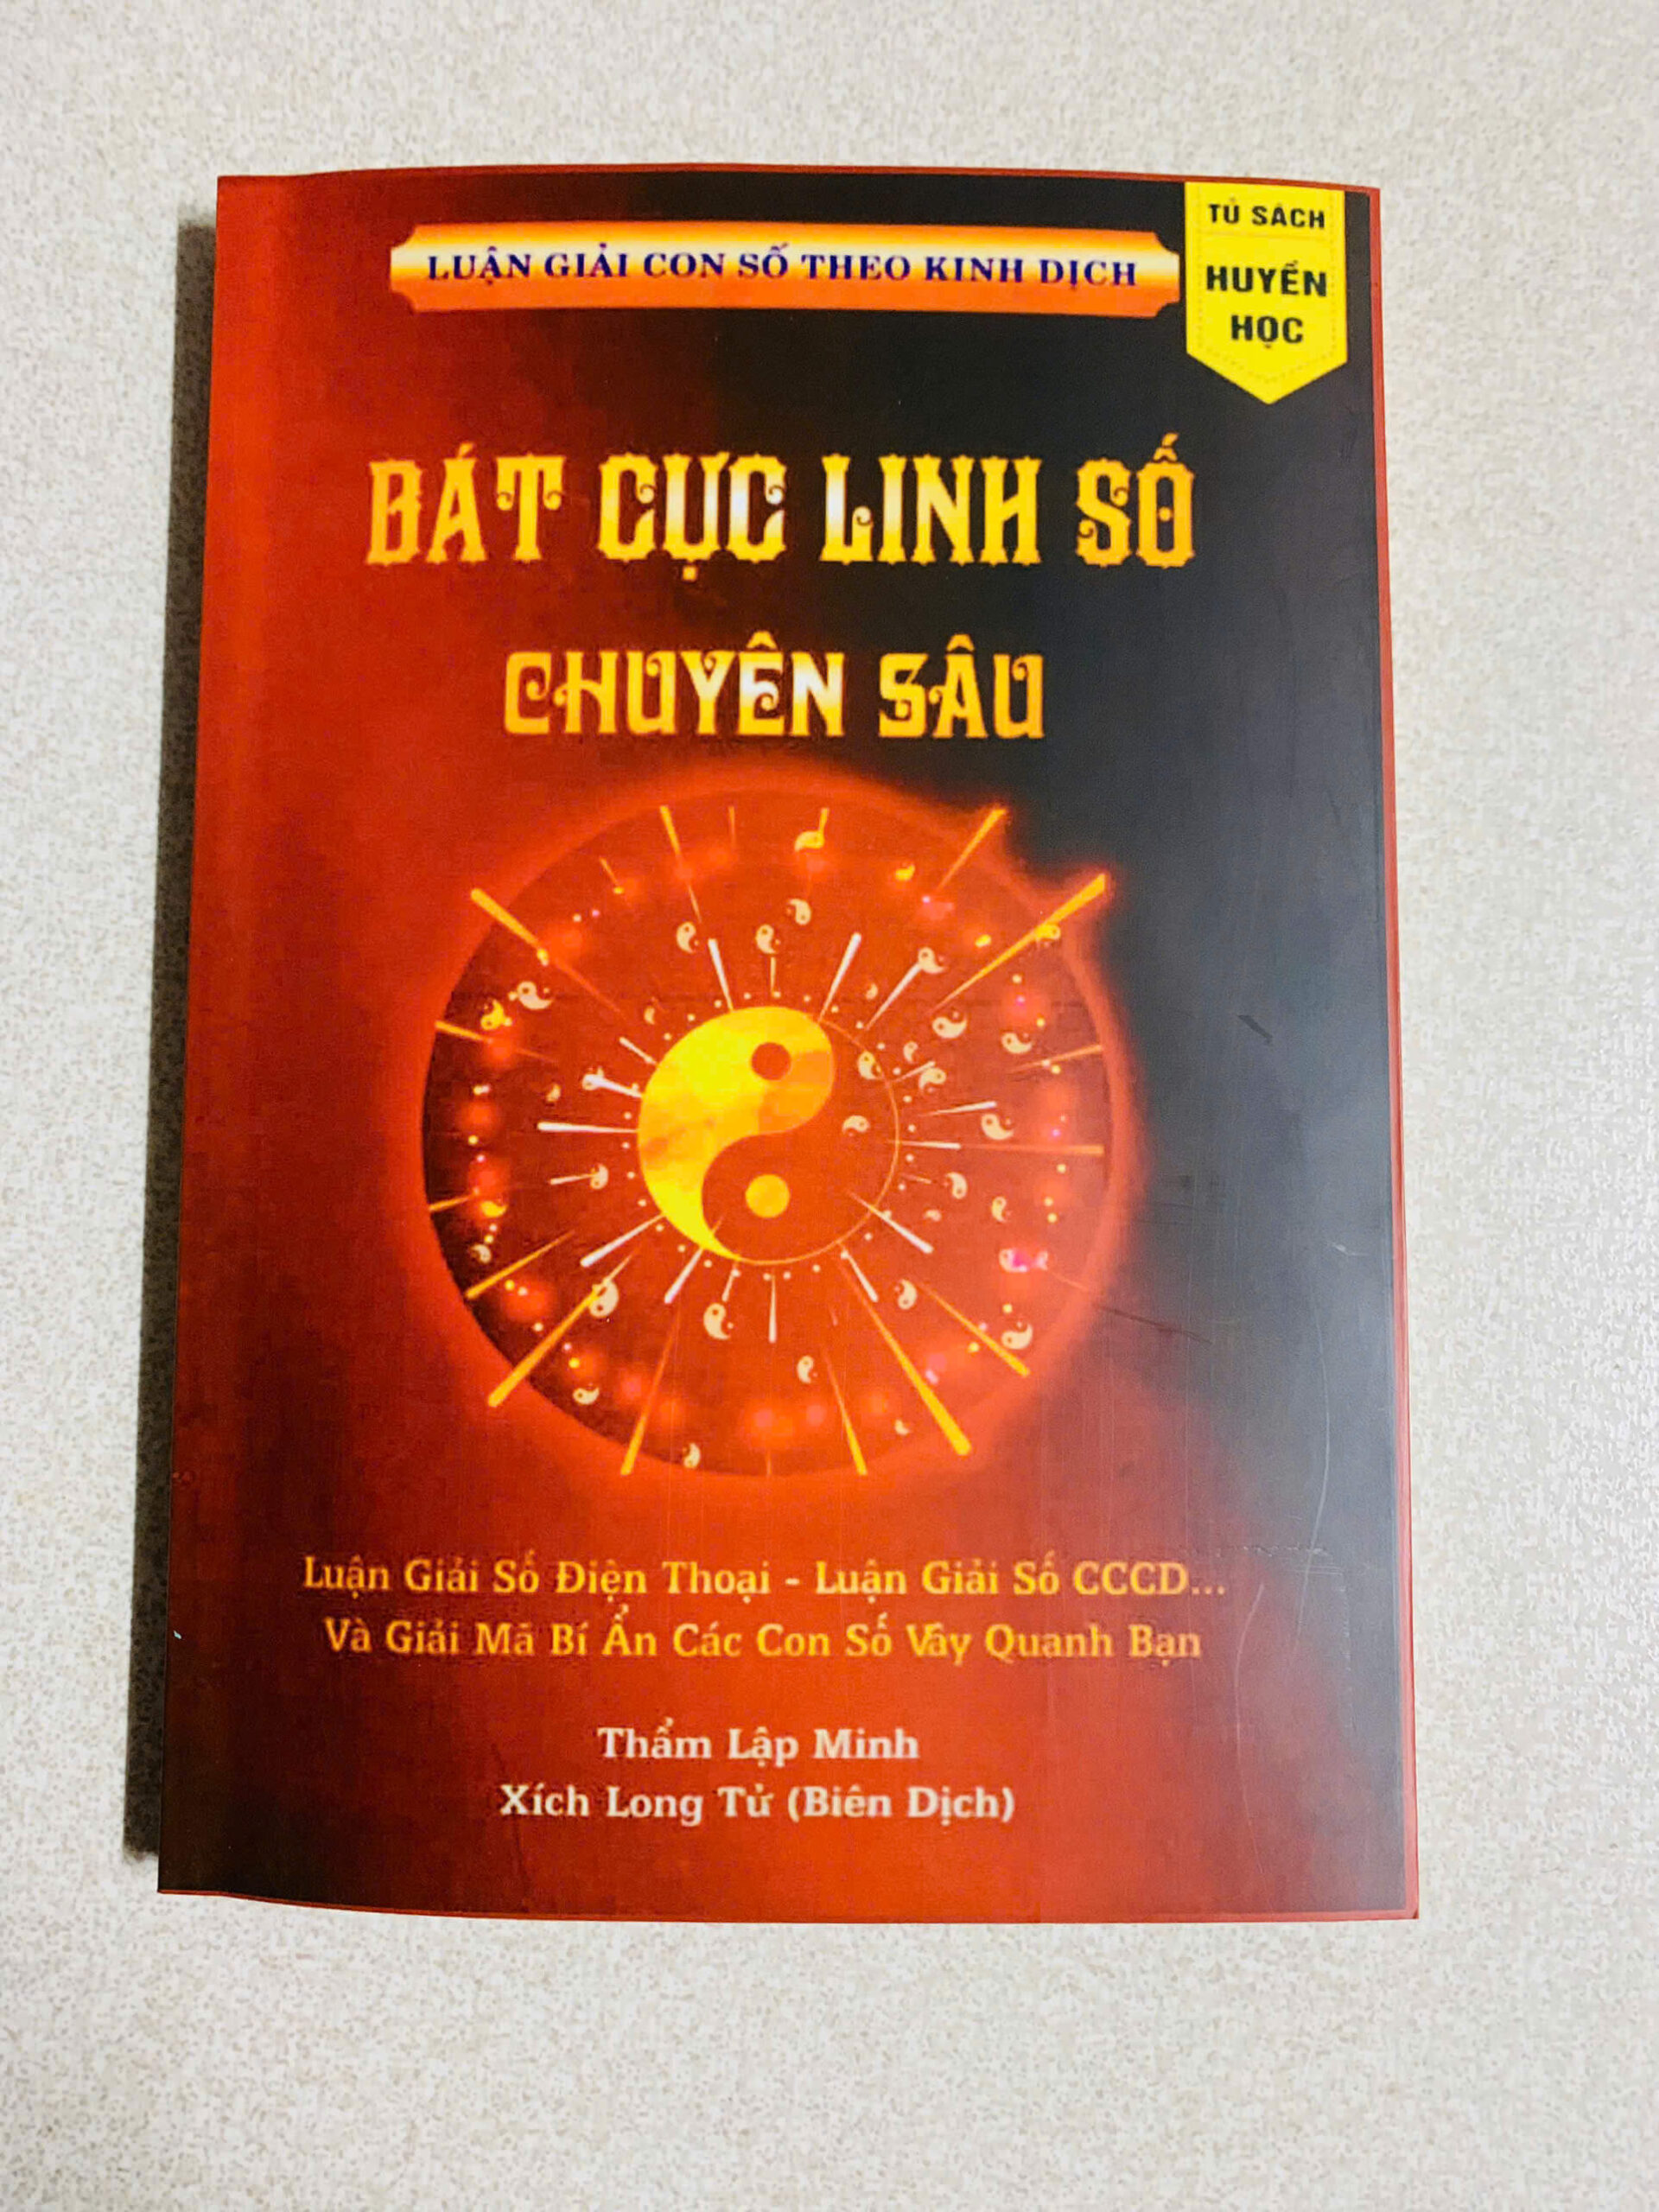 LUẬN GIẢI CON SỐ THEO KINH DỊCH
TỦ SÁCH
HUYỀN
HỌC
BÁT CỰC LINH SỐ
CHUYÊN SÂU
Luận Giải Số Điện Thoại - Luận Giải Số CCCD...
Và Giải Mã Bí Ẩn Các Con Số Vây Quanh Bạn
Thẩm Lập Minh
Xích Long Tử (Biên Dịch)